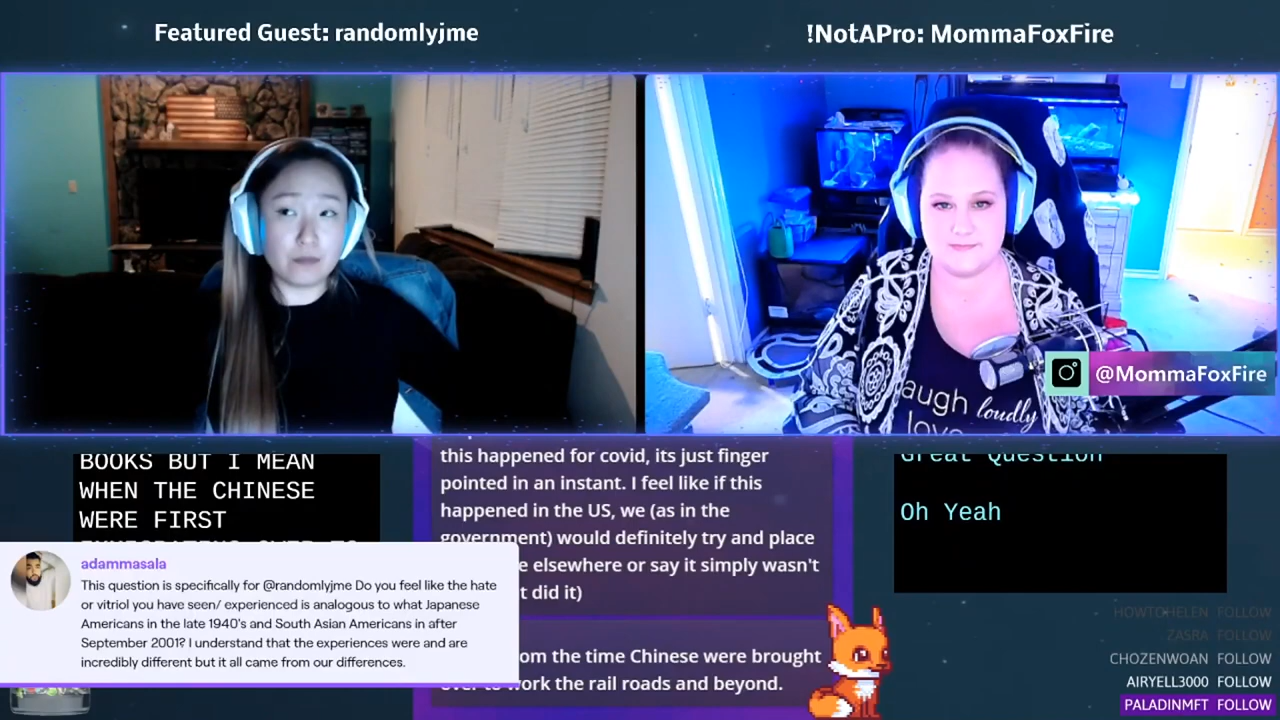 Featured Guest: randomlyjme
!NotAPro: MommaFoxFire
laugh loudly
love
@MommaFoxFire
BOOKS BUT I MEAN
WHEN THE CHINESE
WERE FIRST
this happened for covid, its just finger
pointed in an instant. I feel like if this
happened in the US, we (as in the
government) would definitely try and place
elsewhere or say it simply wasn't
did it)
from the time Chinese were brought
over to work the rail roads and beyond.
Great Question
Oh Yeah
adammasala
This question is specifically for @randomlyjme Do you feel like the hate
or vitriol you have seen/ experienced is analogous to what Japanese
Americans in the late 1940's and South Asian Americans in after
September 2001? I understand that the experiences were and are
incredibly different but it all came from our differences.
HOWTOHELEN FOLLOW
ZASRA FOLLOW
CHOZENWOAN FOLLOW
AIRYELL3000 FOLLOW
PALADINMFT FOLLOW